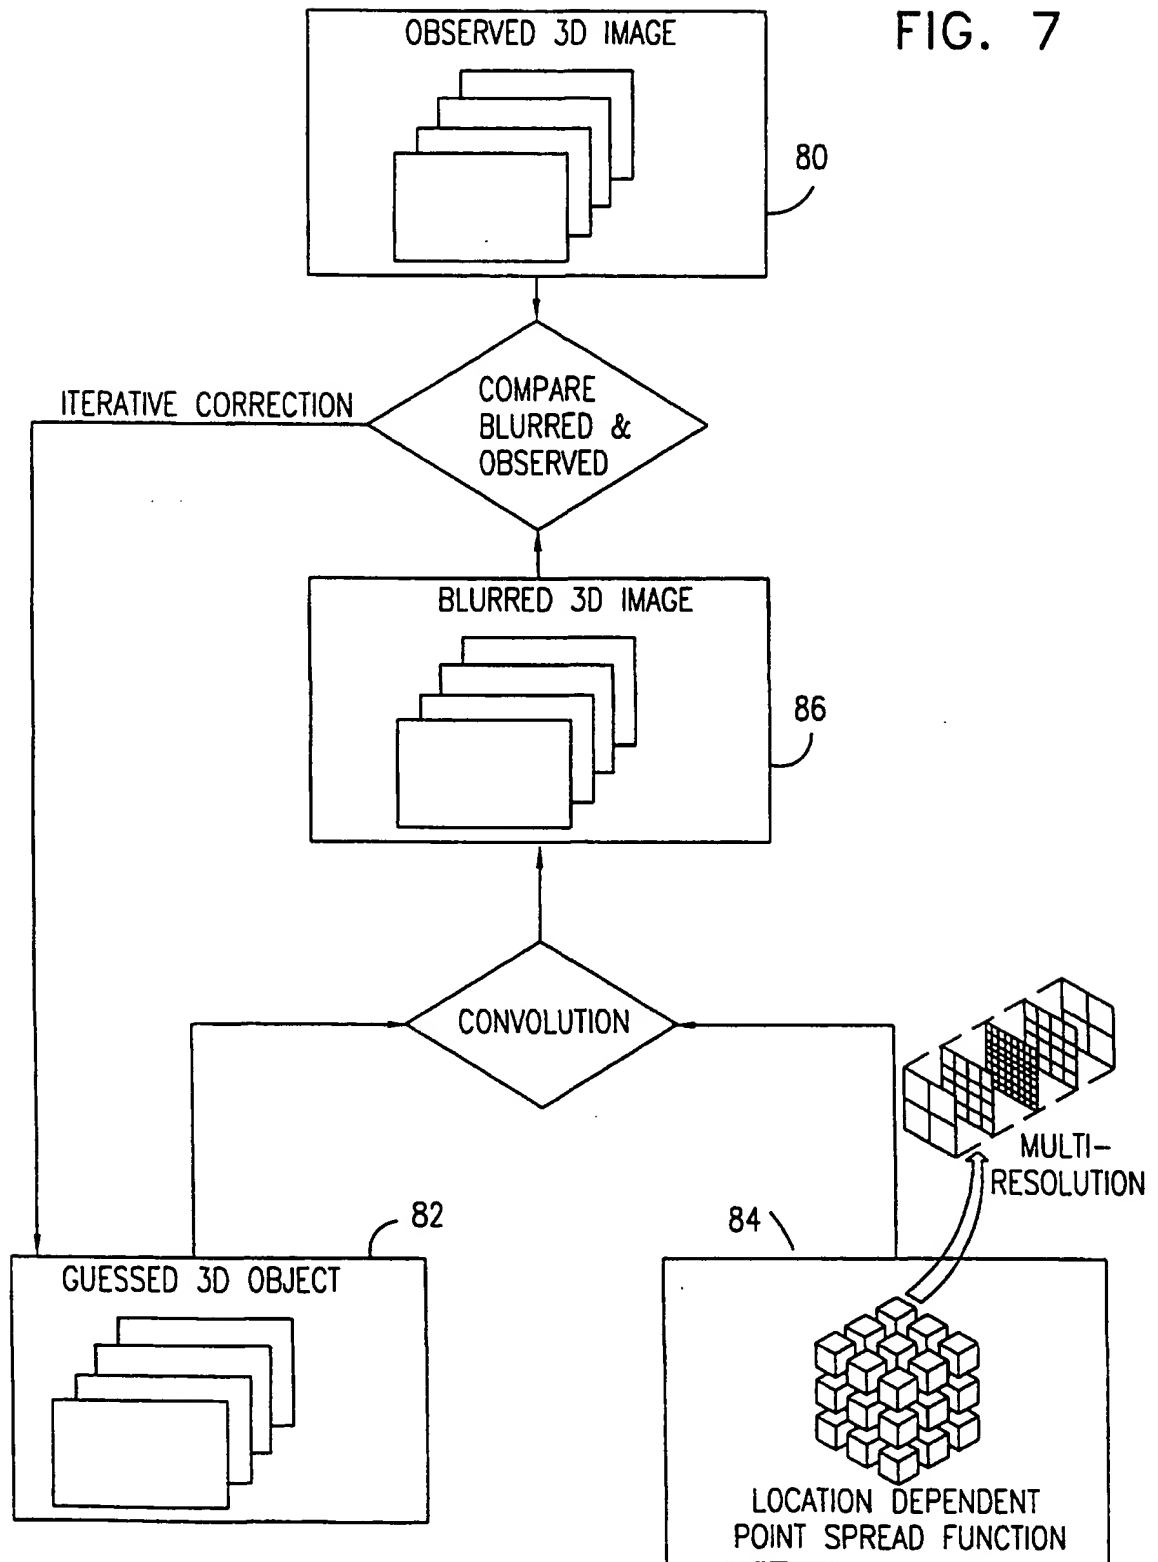 FIG. 7
OBSERVED 3D IMAGE
80
ITERATIVE CORRECTION
COMPARE
BLURRED &
OBSERVED
BLURRED 3D IMAGE
86
CONVOLUTION
MULTI-
RESOLUTION
82
84
GUESSED 3D OBJECT
LOCATION DEPENDENT
POINT SPREAD FUNCTION